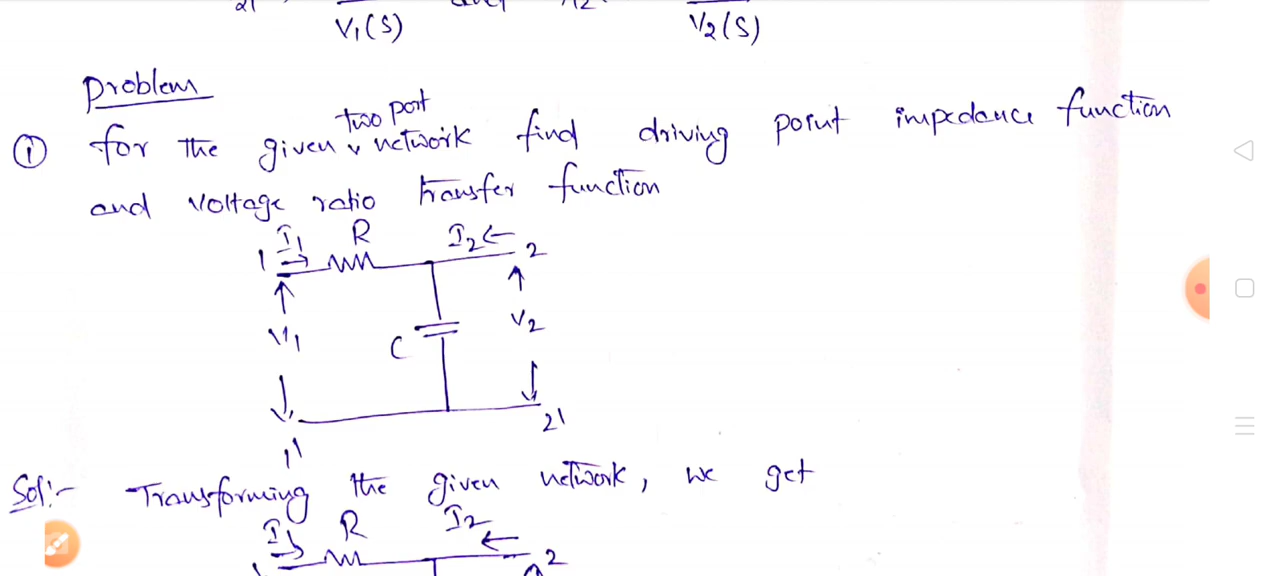 21
12
V1(S)
V2(S)
Problem
① for the given two port network find driving point impedance function
and voltage ratio transfer function
I1 R I2 ← 2
1
V1
C
V2
1'
2'
Sol:- Transforming the given network, we get
I1 R I2
2